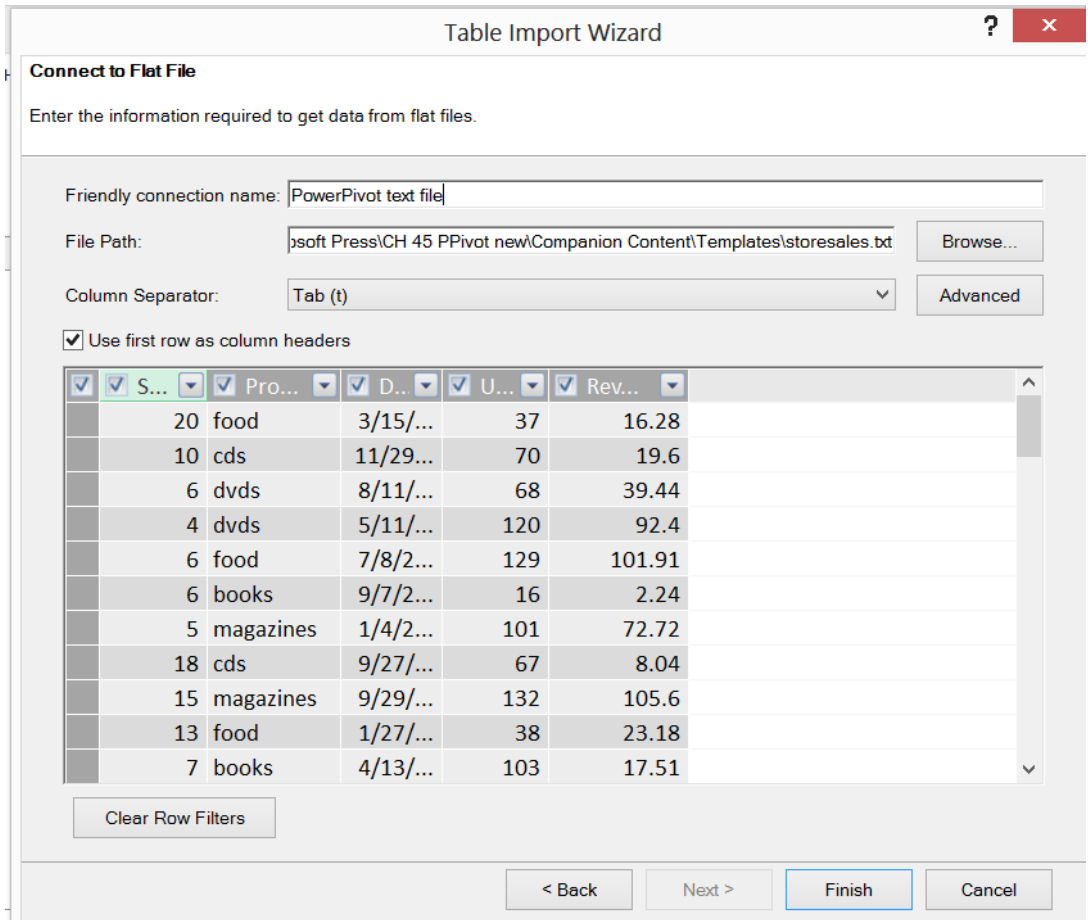 Table Import Wizard ?
Connect to Flat File
Enter the information required to get data from flat files.
Friendly connection name: PowerPivot text file
File Path: osoft Press\CH 45 PPivot new\Companion Content\Templates\storesales.txt Browse...
Column Separator: Tab (t) Advanced
Use first row as column headers
S... Pro... D... U... Rev...
20 food 3/15/... 37 16.28
10 cds 11/29... 70 19.6
6 dvds 8/11/... 68 39.44
4 dvds 5/11/... 120 92.4
6 food 7/8/2... 129 101.91
6 books 9/7/2... 16 2.24
5 magazines 1/4/2... 101 72.72
18 cds 9/27/... 67 8.04
15 magazines 9/29/... 132 105.6
13 food 1/27/... 38 23.18
7 books 4/13/... 103 17.51
Clear Row Filters
< Back Next > Finish Cancel